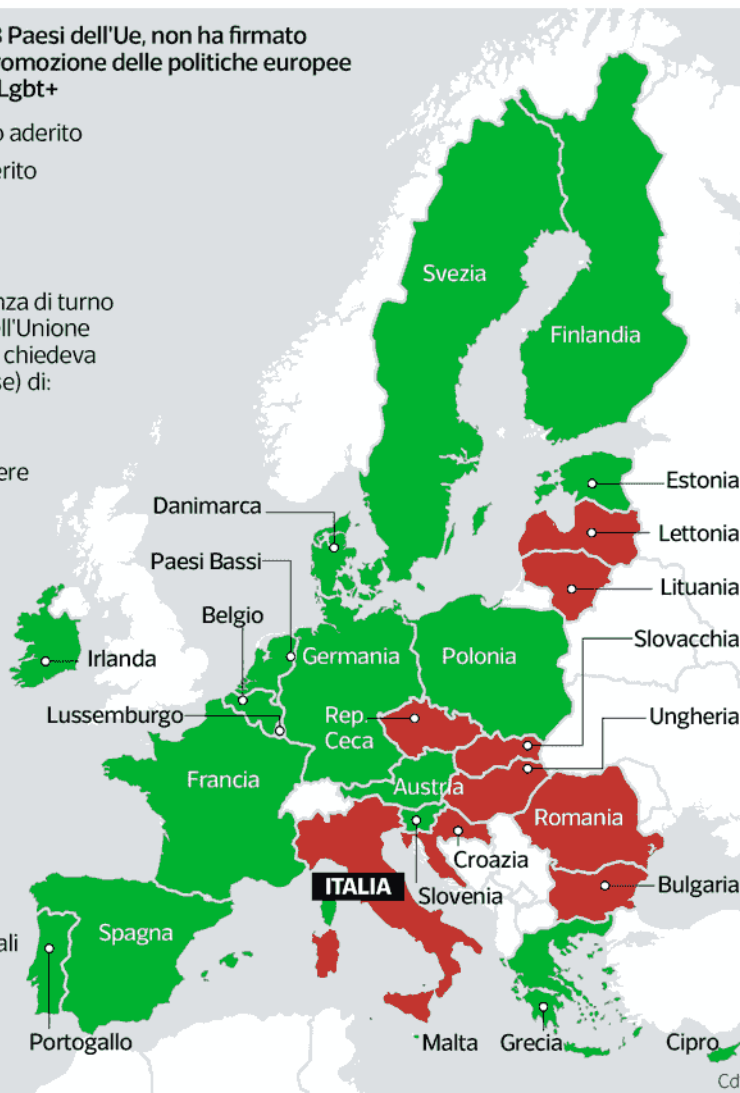 Paesi dell'Ue, non ha firmato
romozione delle politiche europee
Lgbt+
o aderito
erito
nza di turno
ell'Unione
chiedeva
se) di:
ere
Svezia
Finlandia
Estonia
Danimarca
Lettonia
Paesi Bassi
Lituania
Belgio
Slovacchia
Irlanda
Germania
Polonia
Lussemburgo
Rep.
Ceca
Ungheria
Francia
Austria
Romania
Croazia
ITALIA
Slovenia
Bulgaria
Spagna
ali
Portogallo
Malta
Grecia
Cipro
Cd